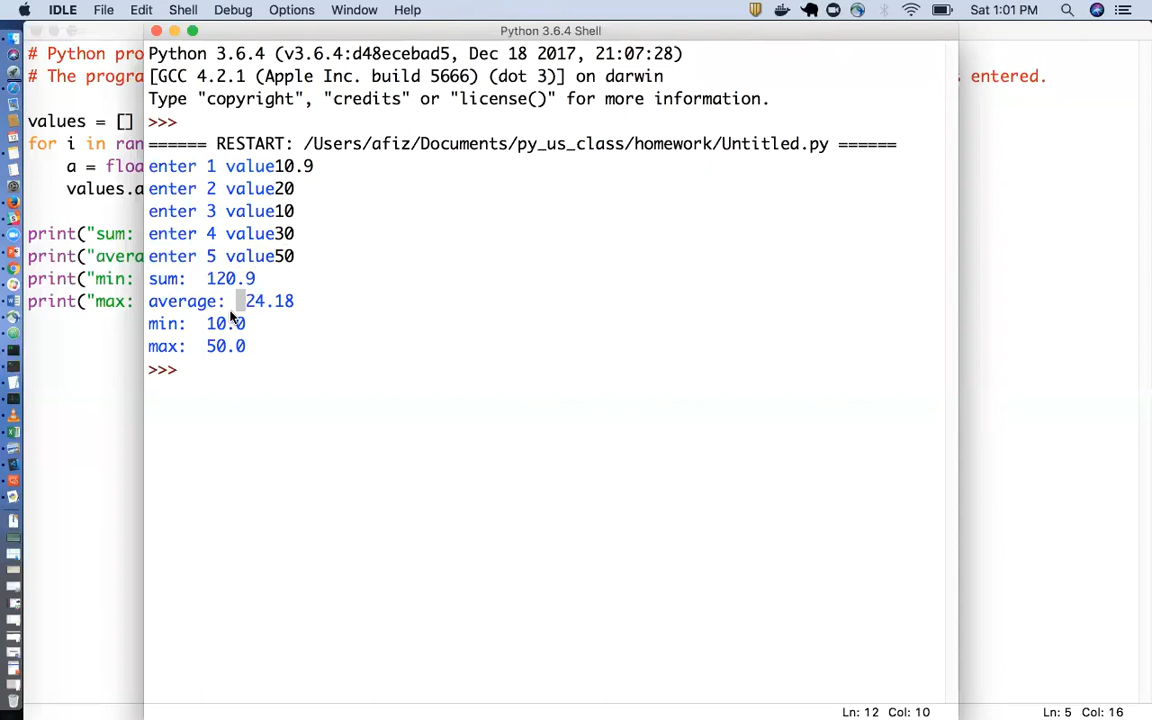 IDLE File Edit Shell Debug Options Window Help Sat 1:01 PM
Python 3.6.4 Shell
# Python pro
# The progra
s entered.
values = []
for i in ran
a = floa
values.a
print("sum:
print("avera
print("min:
print("max:
Python 3.6.4 (v3.6.4:d48ecebad5, Dec 18 2017, 21:07:28)
[GCC 4.2.1 (Apple Inc. build 5666) (dot 3)] on darwin
Type "copyright", "credits" or "license()" for more information.
>>>
====== RESTART: /Users/afiz/Documents/py_us_class/homework/Untitled.py ======
enter 1 value10.9
enter 2 value20
enter 3 value10
enter 4 value30
enter 5 value50
sum:  120.9
average:  24.18
min:  10.0
max:  50.0
>>>
Ln: 12 Col: 10
Ln: 5 Col: 16